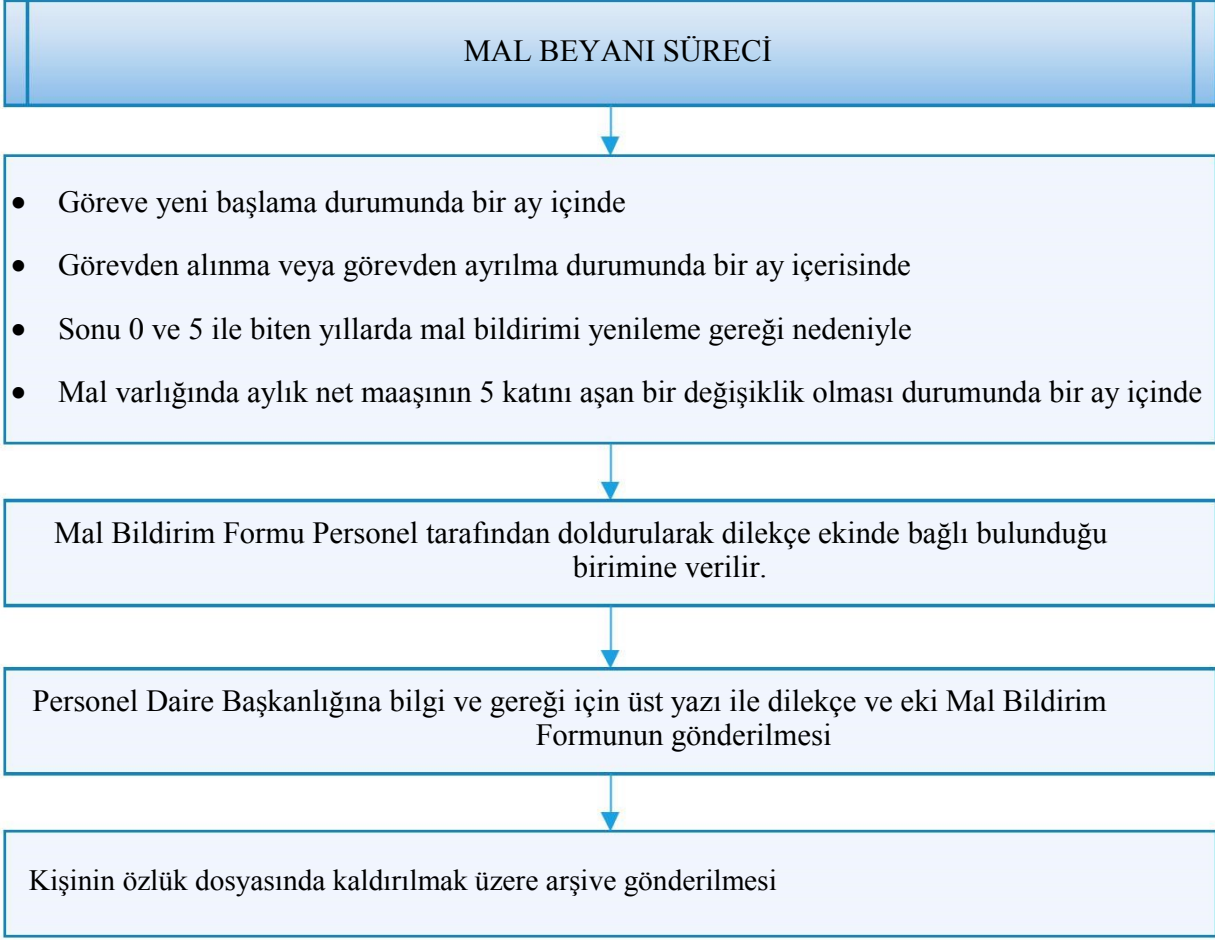 MAL BEYANI SÜRECİ
• Göreve yeni başlama durumunda bir ay içinde
• Görevden alınma veya görevden ayrılma durumunda bir ay içerisinde
• Sonu 0 ve 5 ile biten yıllarda mal bildirimi yenileme gereği nedeniyle
• Mal varlığında aylık net maaşının 5 katını aşan bir değişiklik olması durumunda bir ay içinde
Mal Bildirim Formu Personel tarafından doldurularak dilekçe ekinde bağlı bulunduğu
birimine verilir.
Personel Daire Başkanlığına bilgi ve gereği için üst yazı ile dilekçe ve eki Mal Bildirim
Formunun gönderilmesi
Kişinin özlük dosyasında kaldırılmak üzere arşive gönderilmesi